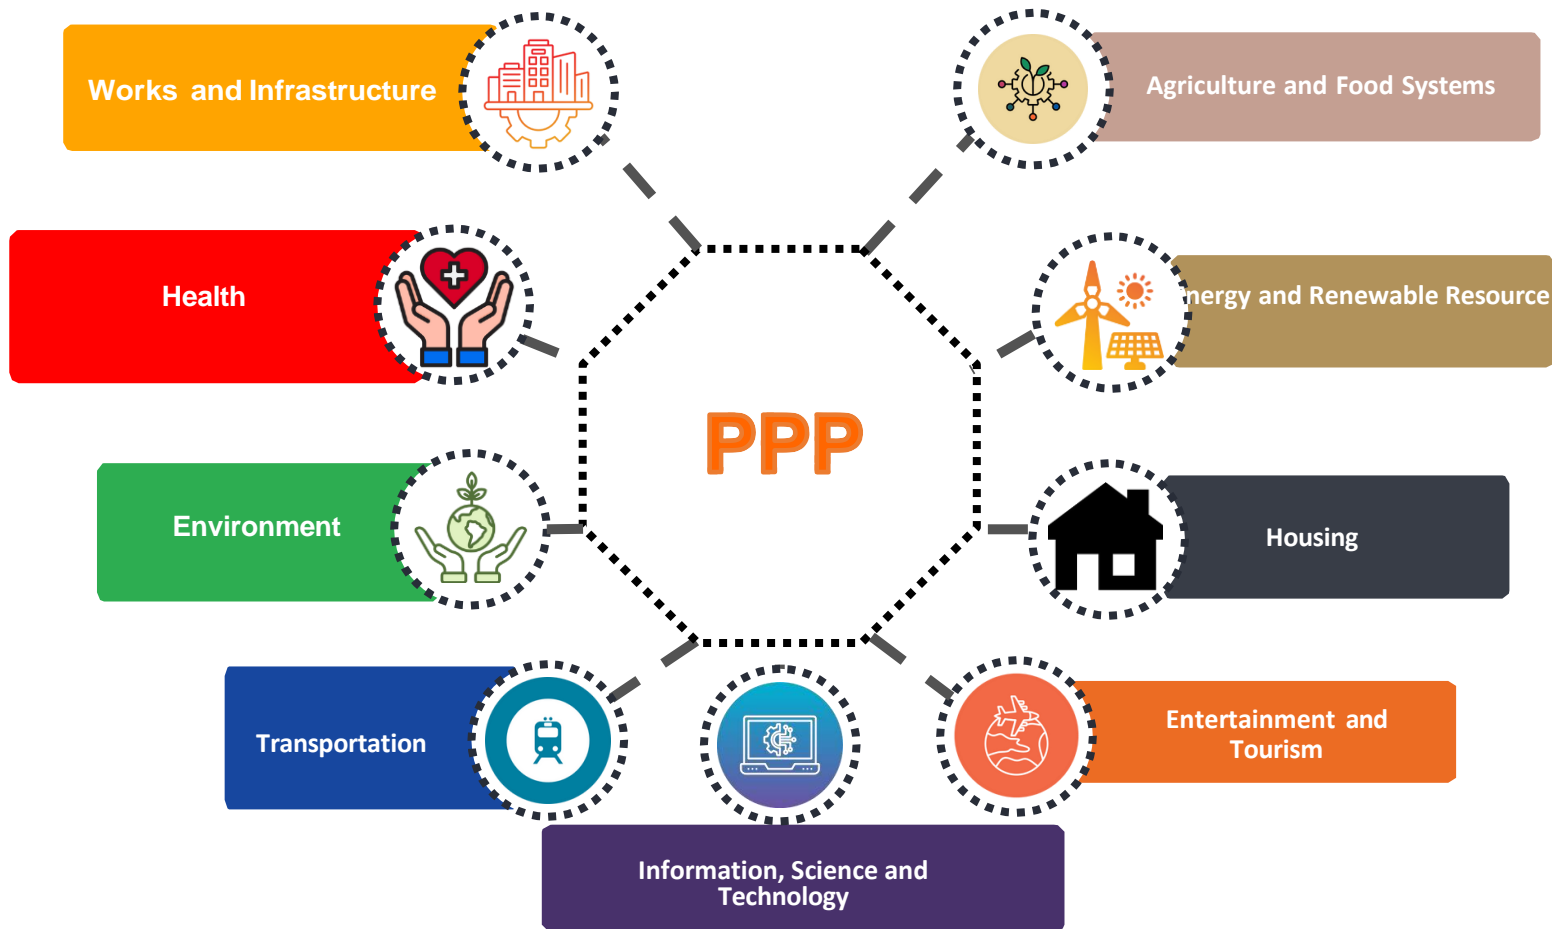 Works and Infrastructure
Agriculture and Food Systems
Health
nergy and Renewable Resource
PPP
Environment
Housing
Transportation
Entertainment and
Tourism
Information, Science and
Technology